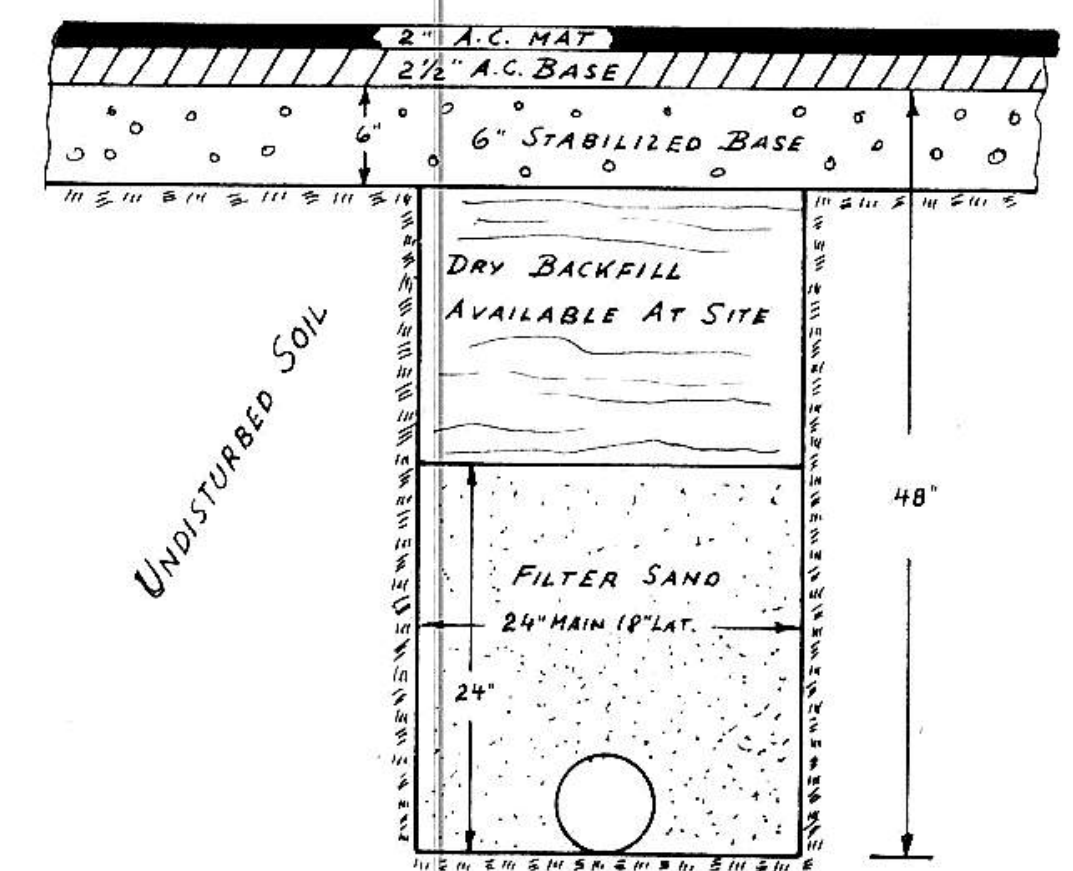 2" A.C. MAT
2½" A.C. BASE
6"
6" STABILIZED BASE
DRY BACKFILL
AVAILABLE AT SITE
UNDISTURBED SOIL
48"
FILTER SAND
24" MAIN 18" LAT.
24"